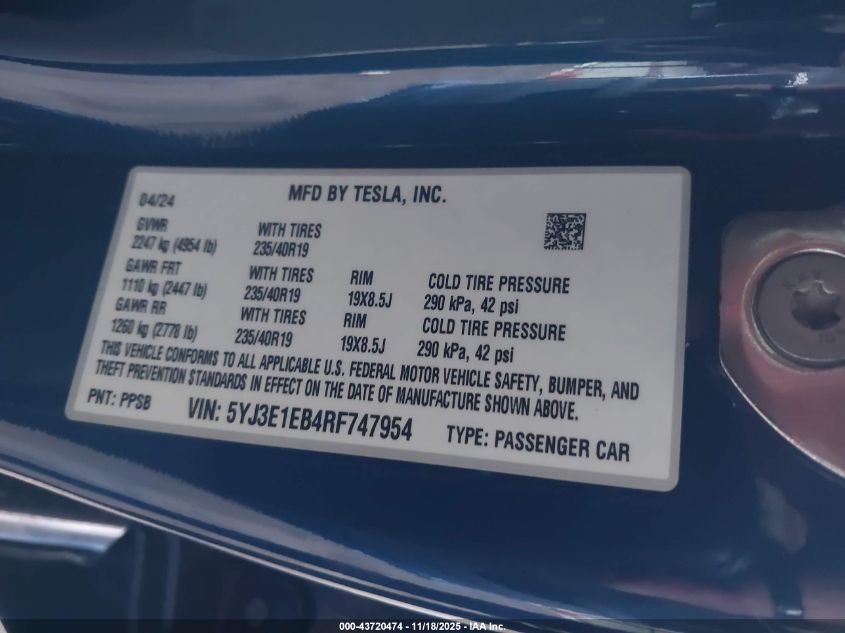 04/24 MFD BY TESLA, INC.
GVWR
2247 kg (4954 lb) WITH TIRES 235/40R19
GAWR FRT
1110 kg (2447 lb) WITH TIRES 235/40R19 RIM 19X8.5J COLD TIRE PRESSURE 290 kPa, 42 psi
GAWR RR
1260 kg (2778 lb) WITH TIRES 235/40R19 RIM 19X8.5J COLD TIRE PRESSURE 290 kPa, 42 psi
THIS VEHICLE CONFORMS TO ALL APPLICABLE U.S. FEDERAL MOTOR VEHICLE SAFETY, BUMPER, AND
THEFT PREVENTION STANDARDS IN EFFECT ON THE DATE OF MANUFACTURE SHOWN ABOVE.
PNT: PPSB VIN: 5YJ3E1EB4RF747954 TYPE: PASSENGER CAR
000-43720474 - 11/18/2025 - IAA Inc.